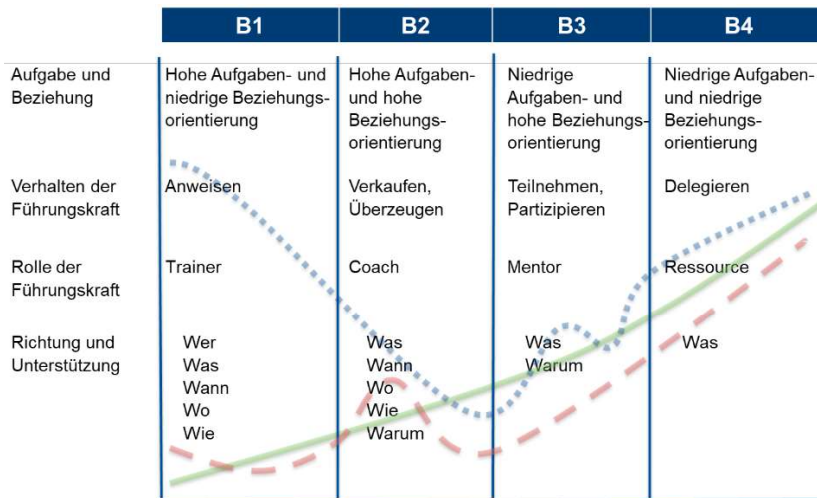 B1 B2 B3 B4
Aufgabe und Beziehung
Hohe Aufgaben- und
niedrige Beziehungs-
orientierung
Hohe Aufgaben-
und hohe
Beziehungs-
orientierung
Niedrige
Aufgaben- und
hohe Beziehungs-
orientierung
Niedrige Aufgaben-
und niedrige
Beziehungs-
orientierung
Verhalten der
Führungskraft
Anweisen
Verkaufen,
Überzeugen
Teilnehmen,
Partizipieren
Delegieren
Rolle der
Führungskraft
Trainer
Coach
Mentor
Ressource
Richtung und
Unterstützung
Wer
Was
Wann
Wo
Wie
Was
Wann
Wo
Wie
Warum
Was
Warum
Was